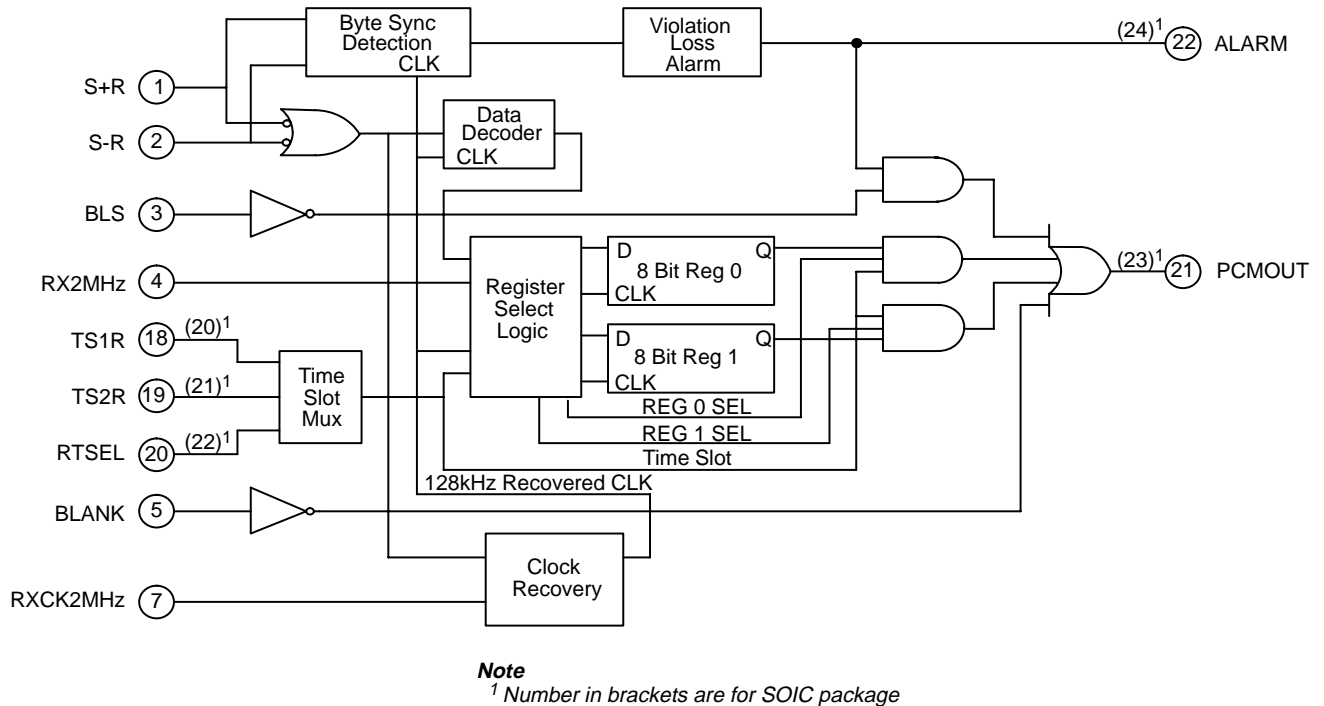 Byte Sync
Detection
CLK
Violation
Loss
Alarm
(24)1
22
ALARM
S+R
1
S-R
2
Data
Decoder
CLK
BLS
3
RX2MHz
4
Register
Select
Logic
D
Q
8 Bit Reg 0
CLK
D
Q
8 Bit Reg 1
CLK
(23)1
21
PCMOUT
TS1R
18
(20)1
TS2R
19
(21)1
RTSEL
20
(22)1
Time
Slot
Mux
REG 0 SEL
REG 1 SEL
Time Slot
128kHz Recovered CLK
BLANK
5
Clock
Recovery
RXCK2MHz
7
Note
1 Number in brackets are for SOIC package